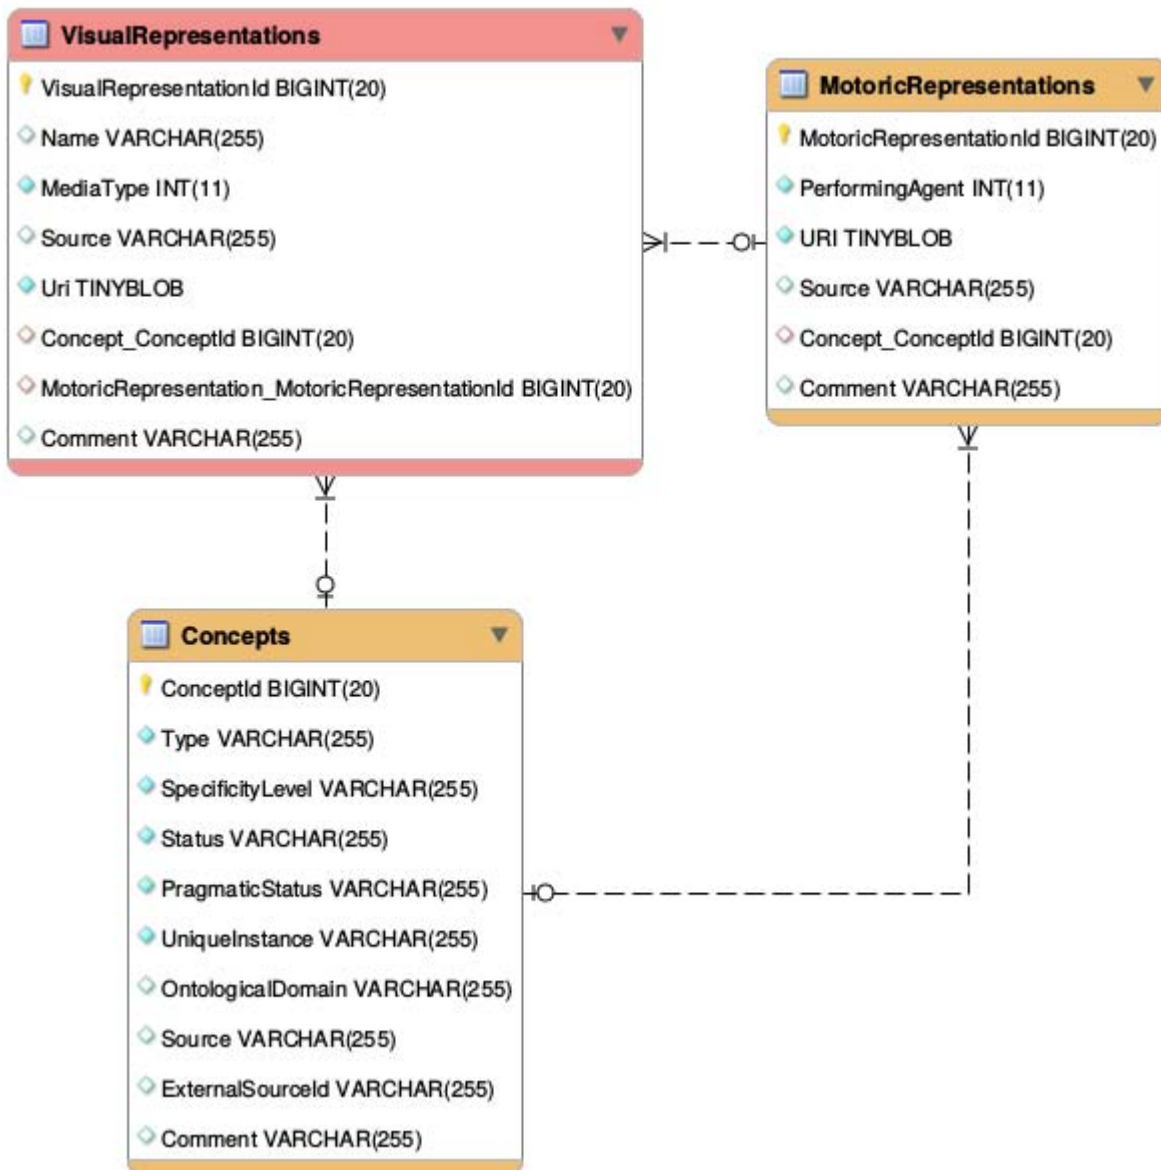 VisualRepresentations
VisualRepresentationId BIGINT(20)
Name VARCHAR(255)
MediaType INT(11)
Source VARCHAR(255)
Uri TINYBLOB
Concept_ConceptId BIGINT(20)
MotoricRepresentation_MotoricRepresentationId BIGINT(20)
Comment VARCHAR(255)
MotoricRepresentations
MotoricRepresentationId BIGINT(20)
PerformingAgent INT(11)
URI TINYBLOB
Source VARCHAR(255)
Concept_ConceptId BIGINT(20)
Comment VARCHAR(255)
Concepts
ConceptId BIGINT(20)
Type VARCHAR(255)
SpecificityLevel VARCHAR(255)
Status VARCHAR(255)
PragmaticStatus VARCHAR(255)
UniqueInstance VARCHAR(255)
OntologicalDomain VARCHAR(255)
Source VARCHAR(255)
ExternalSourceId VARCHAR(255)
Comment VARCHAR(255)